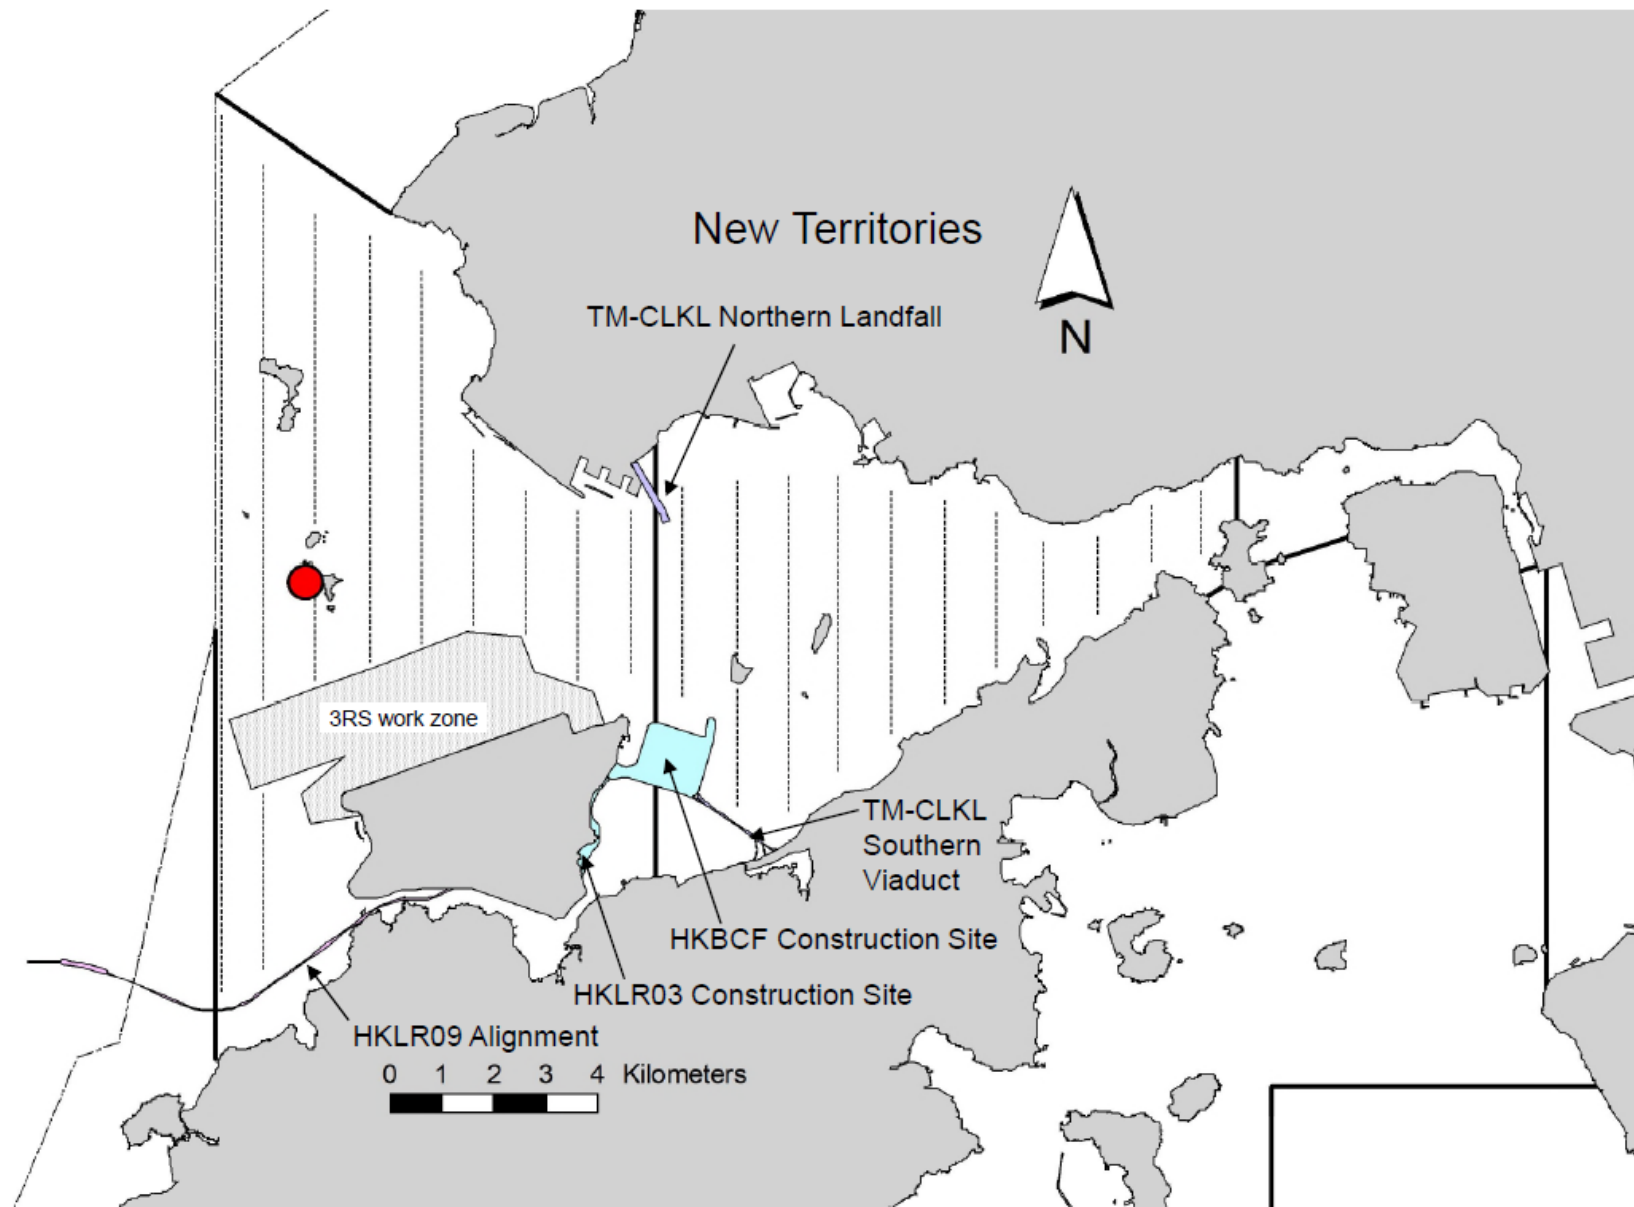 New Territories
TM-CLKL Northern Landfall
N
3RS work zone
TM-CLKL
Southern
Viaduct
HKBCF Construction Site
HKLR03 Construction Site
HKLR09 Alignment
0 1 2 3 4 Kilometers